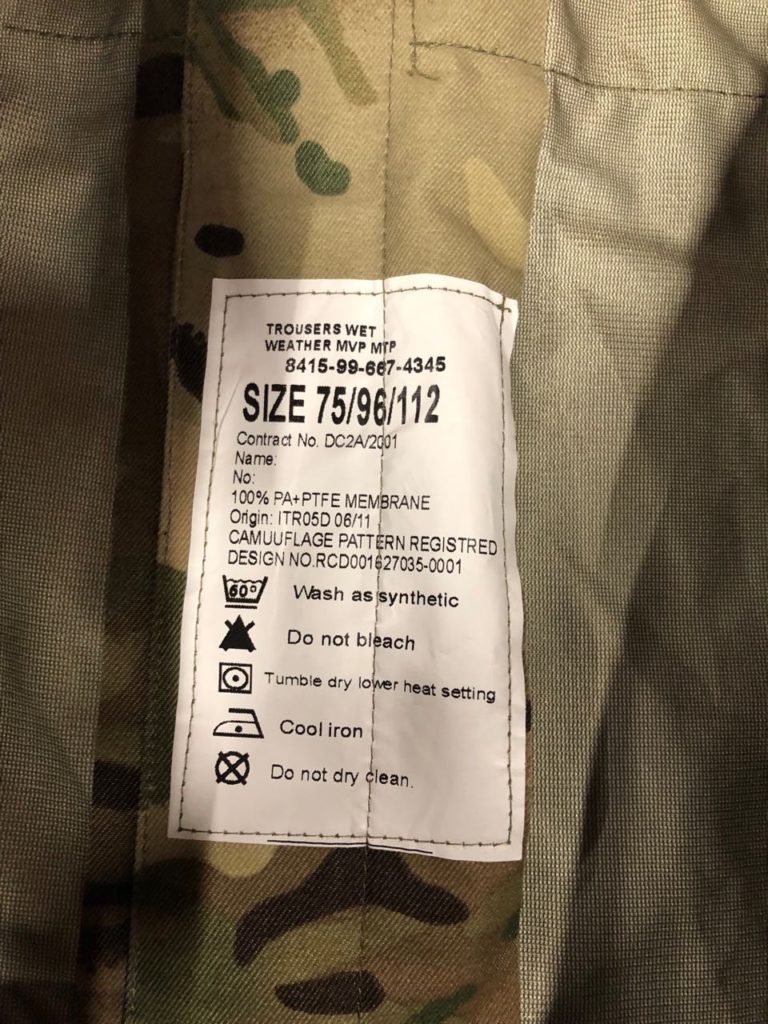 TROUSERS WET
WEATHER MVP MTP
8415-99-667-4345
SIZE 75/96/112
Contract No. DC2A/2001
Name:
No:
100% PA+PTFE MEMBRANE
Origin: ITR05D 06/11
CAMUUFLAGE PATTERN REGISTRED
DESIGN NO.RCD001627035-0001
60° Wash as synthetic
Do not bleach
Tumble dry lower heat setting
Cool iron
Do not dry clean.